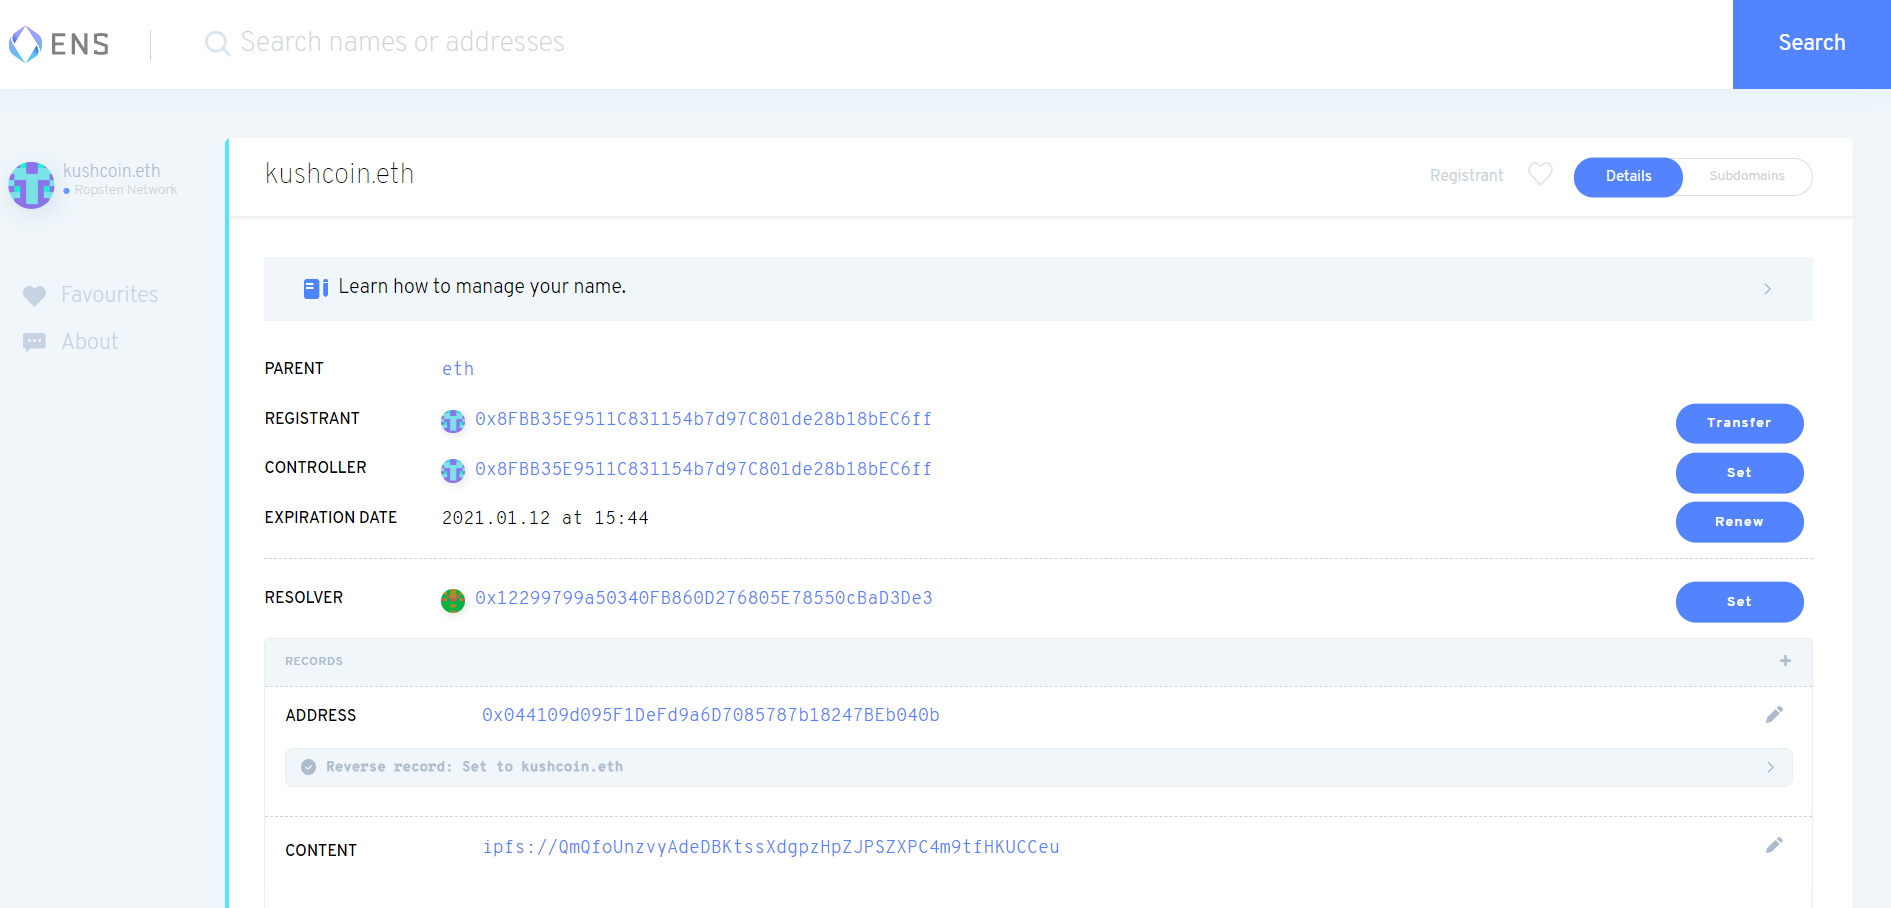 ENS
Search names or addresses
Search
kushcoin.eth
Ropsten Network
Favourites
About
kushcoin.eth
Registrant
Details
Subdomains
Learn how to manage your name.
PARENT eth
REGISTRANT 0x8FBB35E9511C831154b7d97C801de28b18bEC6ff Transfer
CONTROLLER 0x8FBB35E9511C831154b7d97C801de28b18bEC6ff Set
EXPIRATION DATE 2021.01.12 at 15:44 Renew
RESOLVER 0x12299799a50340FB860D276805E78550cBaD3De3 Set
RECORDS +
ADDRESS 0x044109d095F1DeFd9a6D7085787b18247BEb040b
Reverse record: Set to kushcoin.eth
CONTENT ipfs://QmQfoUnzvyAdeDBKtssXdgpzHpZJPSZXPC4m9tfHKUCCeu